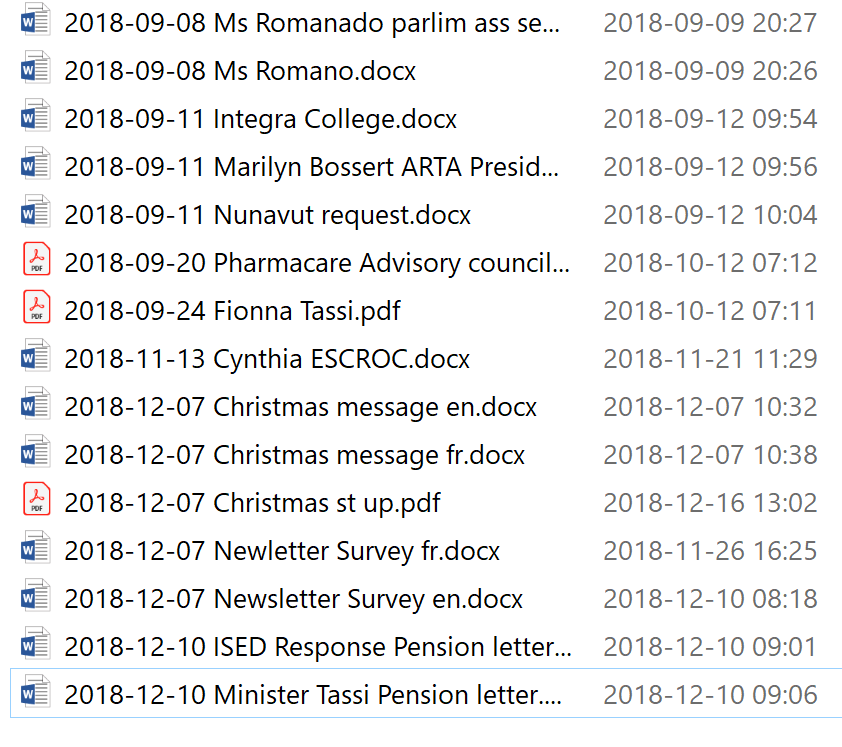 2018-09-08 Ms Romanado parlim ass se... 2018-09-09 20:27
2018-09-08 Ms Romano.docx 2018-09-09 20:26
2018-09-11 Integra College.docx 2018-09-12 09:54
2018-09-11 Marilyn Bossert ARTA Presid... 2018-09-12 09:56
2018-09-11 Nunavut request.docx 2018-09-12 10:04
PDF 2018-09-20 Pharmacare Advisory council... 2018-10-12 07:12
PDF 2018-09-24 Fionna Tassi.pdf 2018-10-12 07:11
2018-11-13 Cynthia ESCROC.docx 2018-11-21 11:29
2018-12-07 Christmas message en.docx 2018-12-07 10:32
2018-12-07 Christmas message fr.docx 2018-12-07 10:38
PDF 2018-12-07 Christmas st up.pdf 2018-12-16 13:02
2018-12-07 Newletter Survey fr.docx 2018-11-26 16:25
2018-12-07 Newsletter Survey en.docx 2018-12-10 08:18
2018-12-10 ISED Response Pension letter... 2018-12-10 09:01
2018-12-10 Minister Tassi Pension letter.... 2018-12-10 09:06